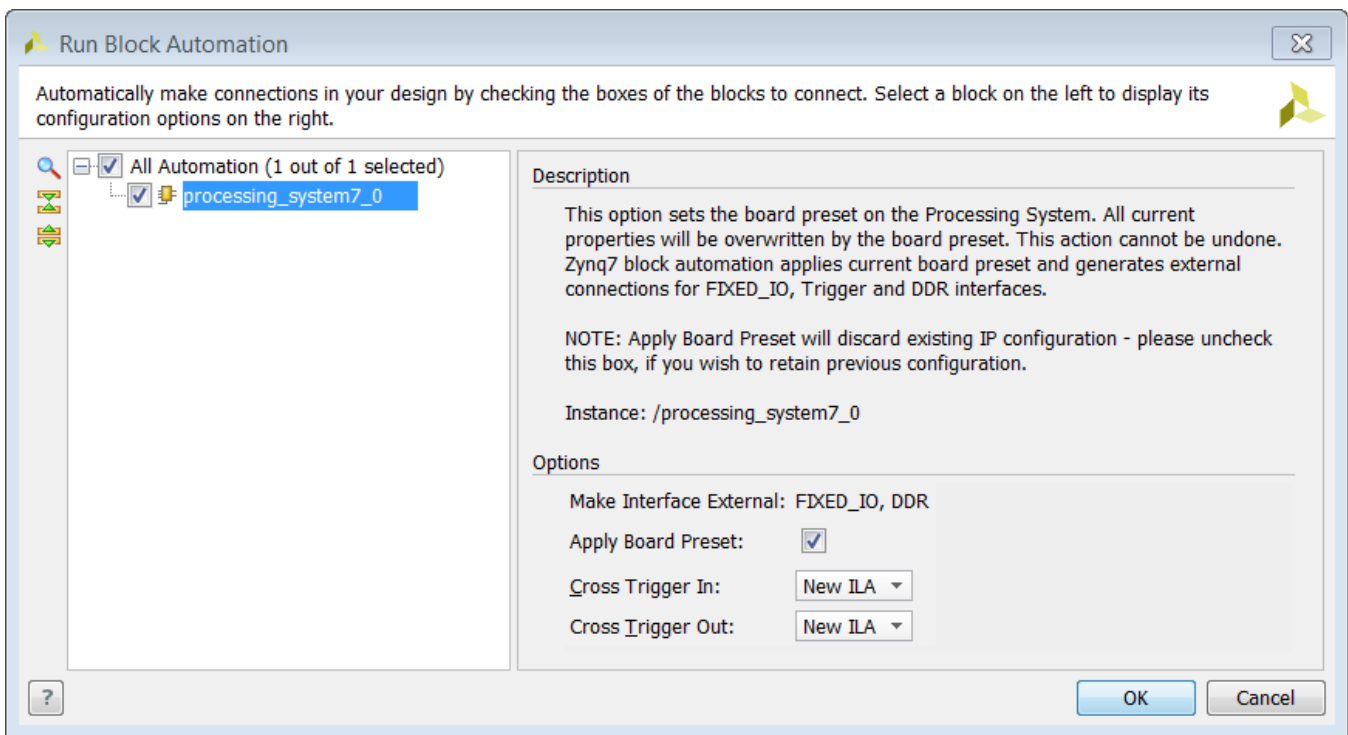 Run Block Automation
Automatically make connections in your design by checking the boxes of the blocks to connect. Select a block on the left to display its
configuration options on the right.
All Automation (1 out of 1 selected)
processing_system7_0
Description
This option sets the board preset on the Processing System. All current
properties will be overwritten by the board preset. This action cannot be undone.
Zynq7 block automation applies current board preset and generates external
connections for FIXED_IO, Trigger and DDR interfaces.
NOTE: Apply Board Preset will discard existing IP configuration - please uncheck
this box, if you wish to retain previous configuration.
Instance: /processing_system7_0
Options
Make Interface External: FIXED_IO, DDR
Apply Board Preset:
Cross Trigger In: New ILA
Cross Trigger Out: New ILA
?
OK Cancel